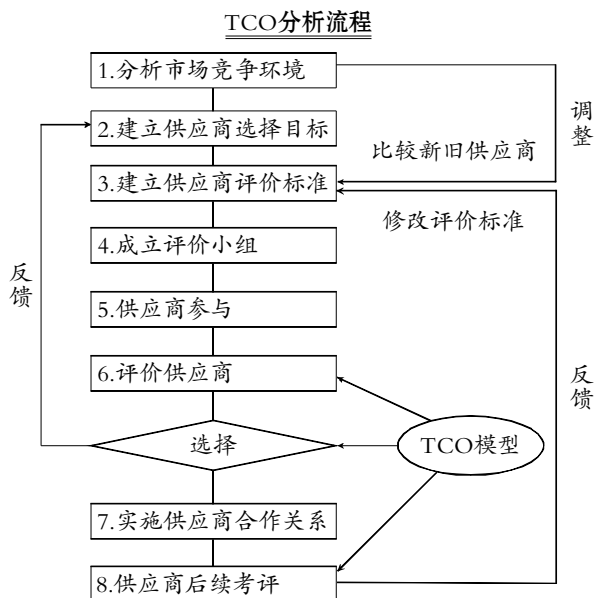 TCO分析流程
1.分析市场竞争环境
2.建立供应商选择目标
调整
比较新旧供应商
3.建立供应商评价标准
修改评价标准
4.成立评价小组
反馈
5.供应商参与
6.评价供应商
反馈
选择
TCO模型
7.实施供应商合作关系
8.供应商后续考评